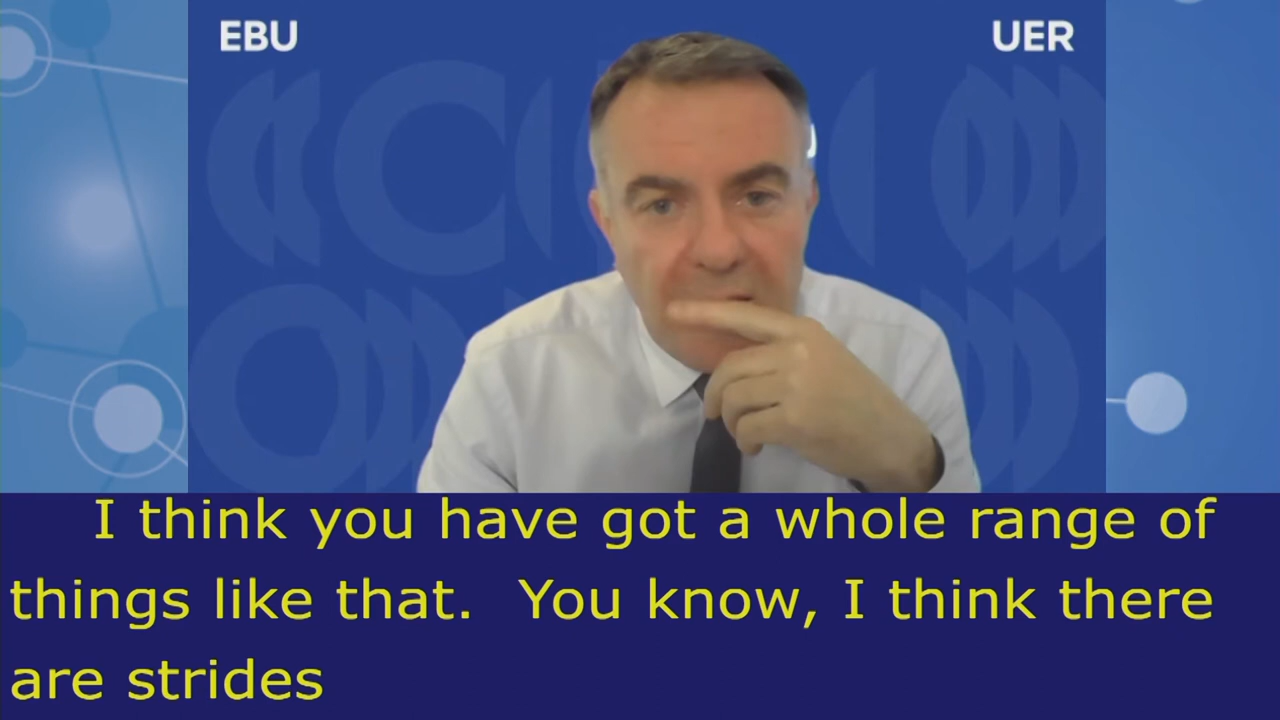 EBU
UER
I think you have got a whole range of
things like that. You know, I think there
are strides